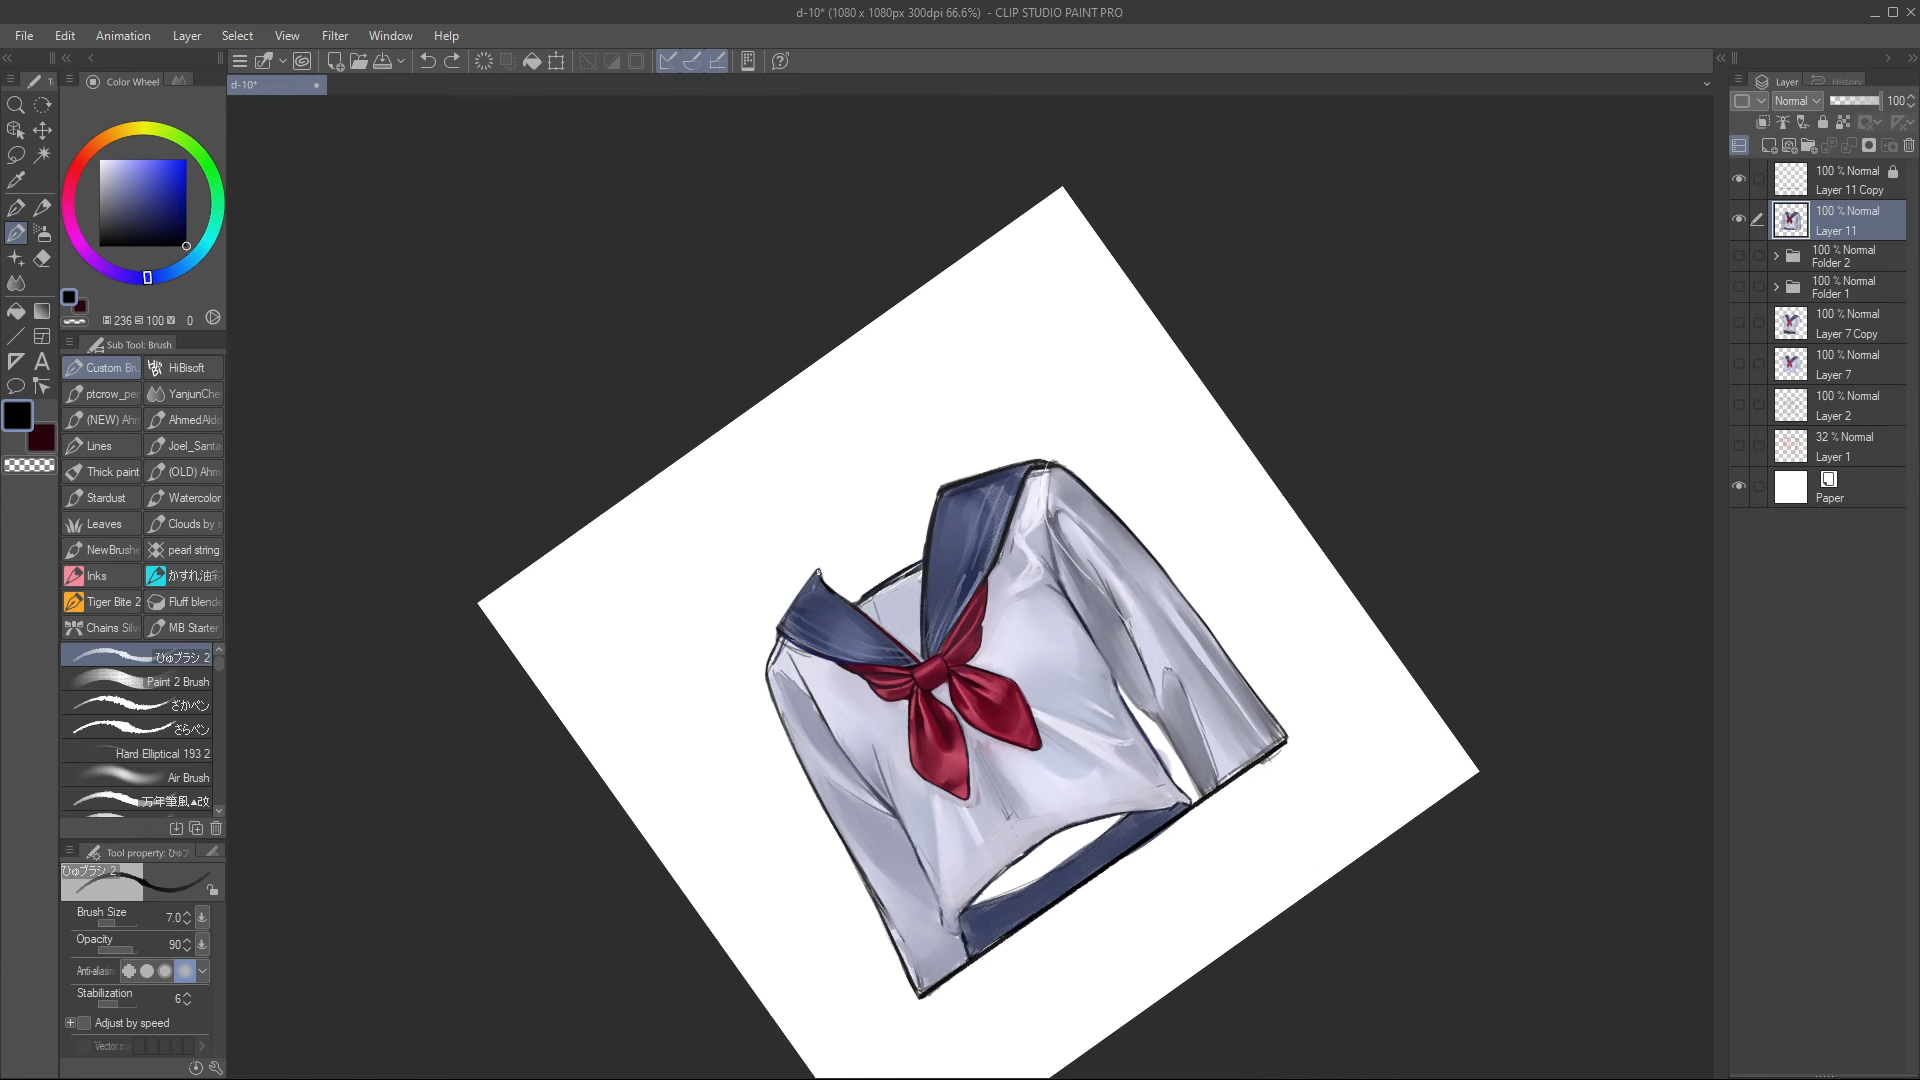 d-10* (1080 x 1080px 300dpi 66.6%)  - CLIP STUDIO PAINT PRO
File Edit Animation Layer Select View Filter Window Help
Color Wheel
d-10*
236 100 0
Sub Tool: Brush
Custom Bru HiBisoft
ptcrow_pe YanjunChe
(NEW) Ahm AhmedAldo
Lines Joel_Santa
Thick paint (OLD) Ahm
Stardust Watercolor
Leaves Clouds by s
NewBrushe pearl string
Inks かすれ油彩
Tiger Bite 2 Fluff blende
Chains Silv MB Starter
ひゅブラシ 2
Paint 2 Brush
ざかペン
さらペン
Hard Elliptical 193 2
Air Brush
万年筆風▲改
Tool property: ひゅブ
ひゅブラシ 2
Brush Size 7.0
Opacity 90
Anti-aliasin
Stabilization 6
Adjust by speed
Vector ma
Layer History
Normal 100
100 % Normal
Layer 11 Copy
100 % Normal
Layer 11
100 % Normal
Folder 2
100 % Normal
Folder 1
100 % Normal
Layer 7 Copy
100 % Normal
Layer 7
100 % Normal
Layer 2
32 % Normal
Layer 1
Paper